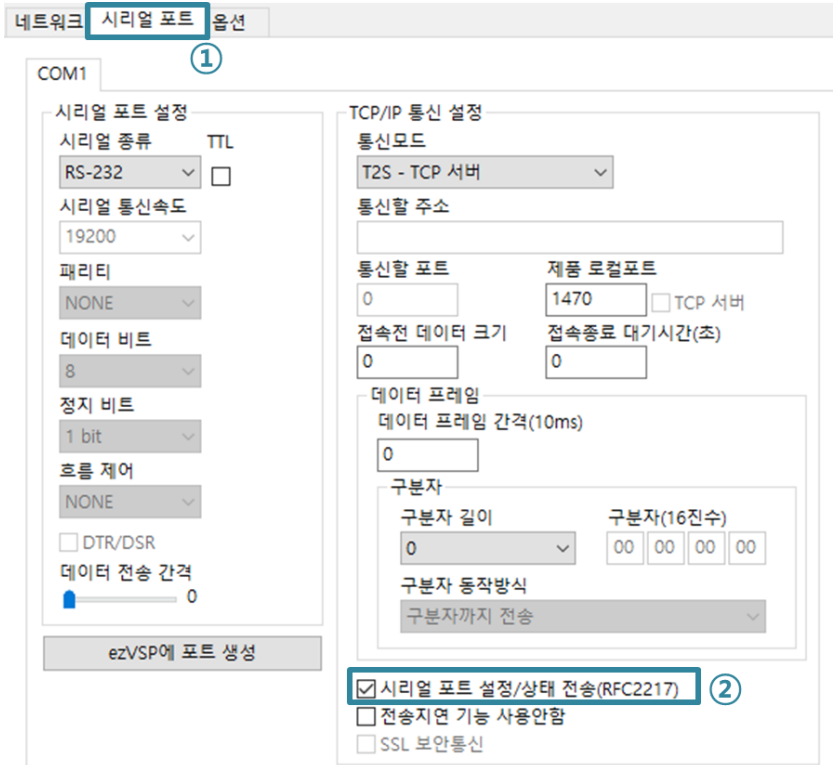 네트워크 시리얼 포트 옵션
①
COM1
시리얼 포트 설정
시리얼 종류 TTL
RS-232
시리얼 통신속도
19200
패리티
NONE
데이터 비트
8
정지 비트
1 bit
흐름 제어
NONE
DTR/DSR
데이터 전송 간격
0
ezVSP에 포트 생성
TCP/IP 통신 설정
통신모드
T2S - TCP 서버
통신할 주소
통신할 포트 제품 로컬포트
0 1470 TCP 서버
접속전 데이터 크기 접속종료 대기시간(초)
0 0
데이터 프레임
데이터 프레임 간격(10ms)
0
구분자
구분자 길이 구분자(16진수)
0 00 00 00 00
구분자 동작방식
구분자까지 전송
시리얼 포트 설정/상태 전송(RFC2217) ②
전송지연 기능 사용안함
SSL 보안통신